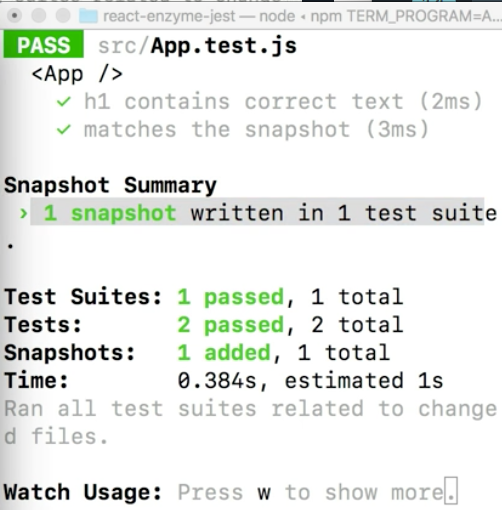 react-enzyme-jest — node ◂ npm TERM_PROGRAM=A...
PASS src/App.test.js
<App />
✓ h1 contains correct text (2ms)
✓ matches the snapshot (3ms)
Snapshot Summary
› 1 snapshot written in 1 test suite
.
Test Suites: 1 passed, 1 total
Tests: 2 passed, 2 total
Snapshots: 1 added, 1 total
Time: 0.384s, estimated 1s
Ran all test suites related to change
d files.
Watch Usage: Press w to show more.